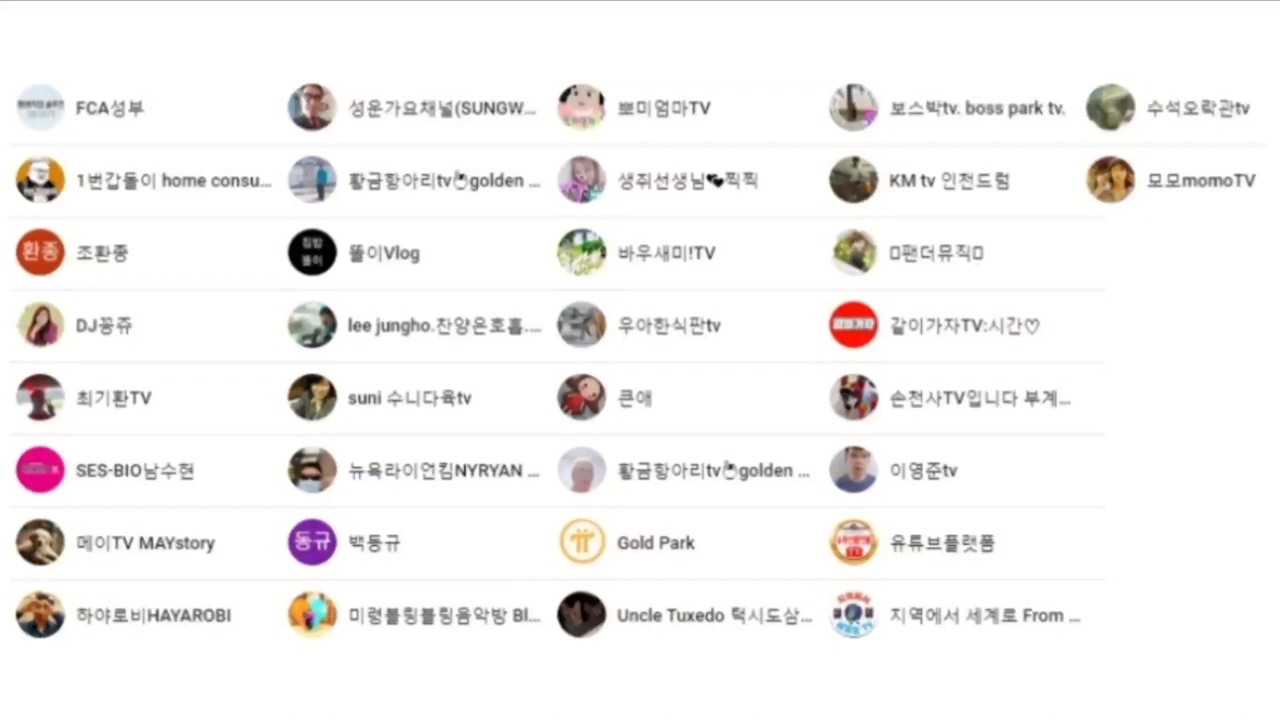 FCA성부
성운가요채널(SUNGW...
뽀미엄마TV
보스박tv. boss park tv.
수석오락관tv
1번갑돌이 home consu...
황금항아리tv🖱golden ...
생쥐선생님💕찍찍
KM tv 인천드럼
모모momoTV
환종
조환종
침밥
똘이
똘이Vlog
바우새미!TV
팬더뮤직
DJ꽁쥬
lee jungho.찬양은호흡....
우아한식판tv
같이가자TV:시간♡
최기환TV
suni 수니다육tv
큰애
손천사TV입니다 부계...
SES-BIO남수현
뉴욕라이언킴NYRYAN ...
황금항아리tv🖱golden ...
이영준tv
메이TV MAYstory
동규
백동규
Gold Park
유튜브플랫폼
하야로비HAYAROBI
미령블링블링음악방 Bl...
Uncle Tuxedo 턱시도삼...
지역에서 세계로 From ...